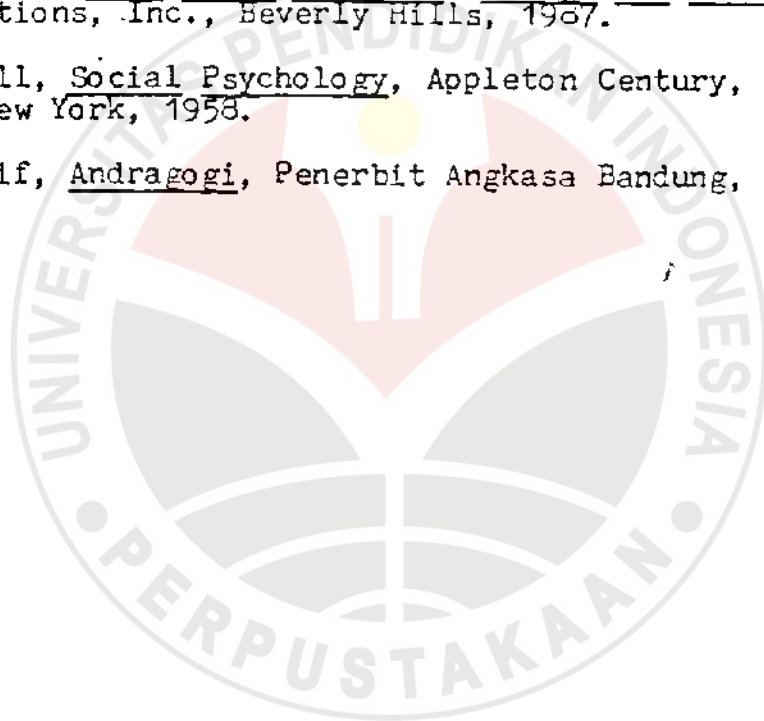 tions, Inc., Beverly Hills, 1987.
ll, Social Psychology, Appleton Century,
ew York, 1958.
if, Andragogi, Penerbit Angkasa Bandung,
UNIVERSITAS PENDIDIKAN INDONESIA
PERPUSTAKAAN